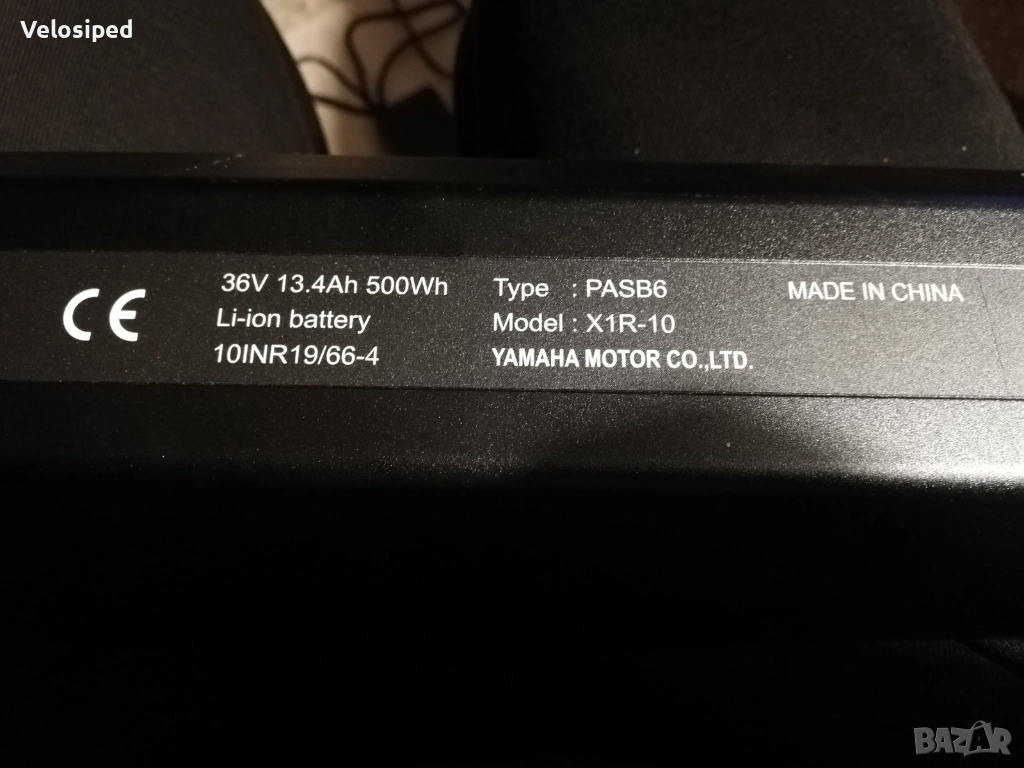 Velosiped
CE
36V 13.4Ah 500Wh
Li-ion battery
10INR19/66-4
Type : PASB6
Model : X1R-10
YAMAHA MOTOR CO.,LTD.
MADE IN CHINA
BAZAR